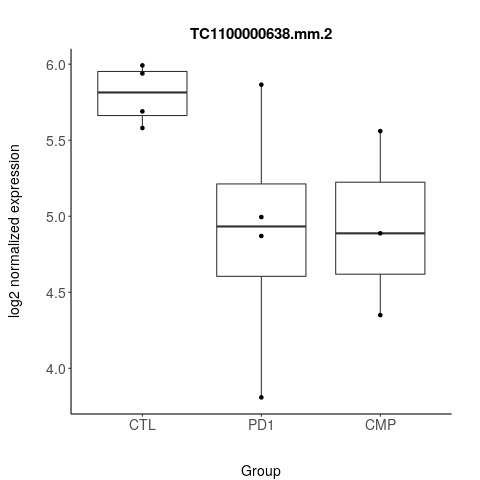 TC1100000638.mm.2
log2 normalized expression
6.0
5.5
5.0
4.5
4.0
CTL PD1 CMP
Group